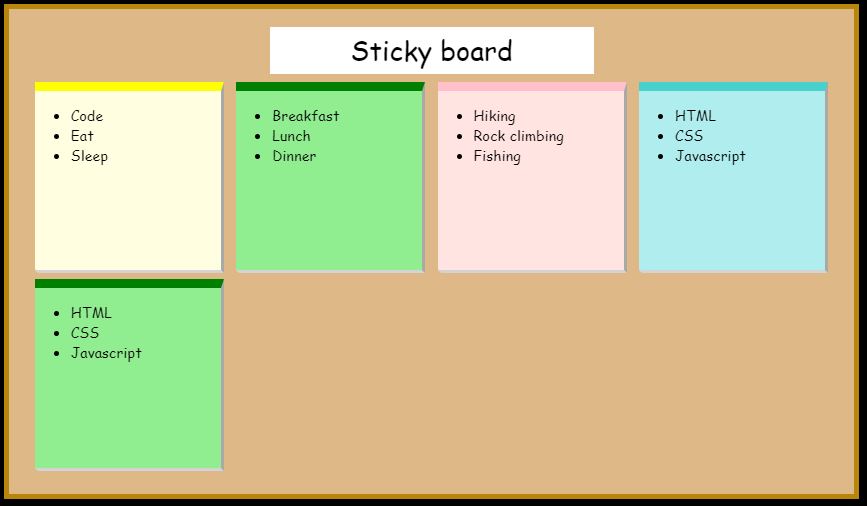 Sticky board
Code
Eat
Sleep
Breakfast
Lunch
Dinner
Hiking
Rock climbing
Fishing
HTML
CSS
Javascript
HTML
CSS
Javascript